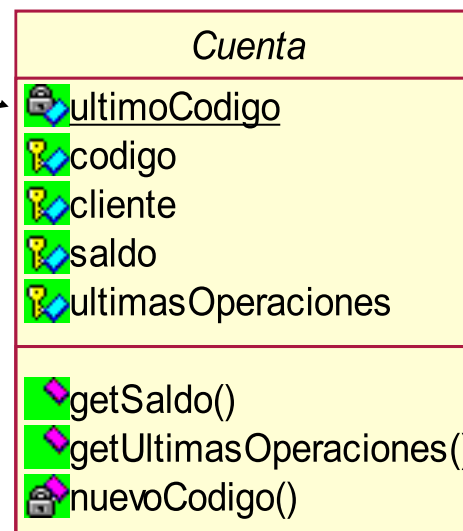 Cuenta
ultimoCodigo
codigo
cliente
saldo
ultimasOperaciones
getSaldo()
getUltimasOperaciones()
nuevoCodigo()